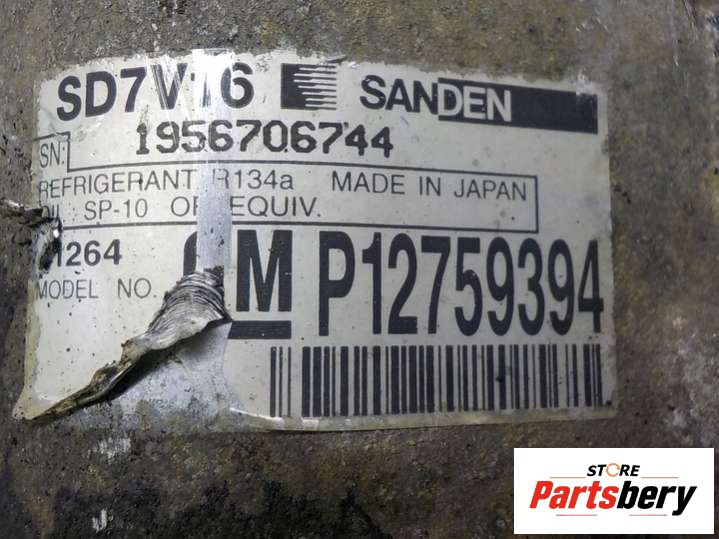 SD7V16 SANDEN
SN: 1956706744
REFRIGERANT R134a MADE IN JAPAN
SP-10 OR EQUIV.
1264
MODEL NO.
GM P12759394
STORE
Partsbery